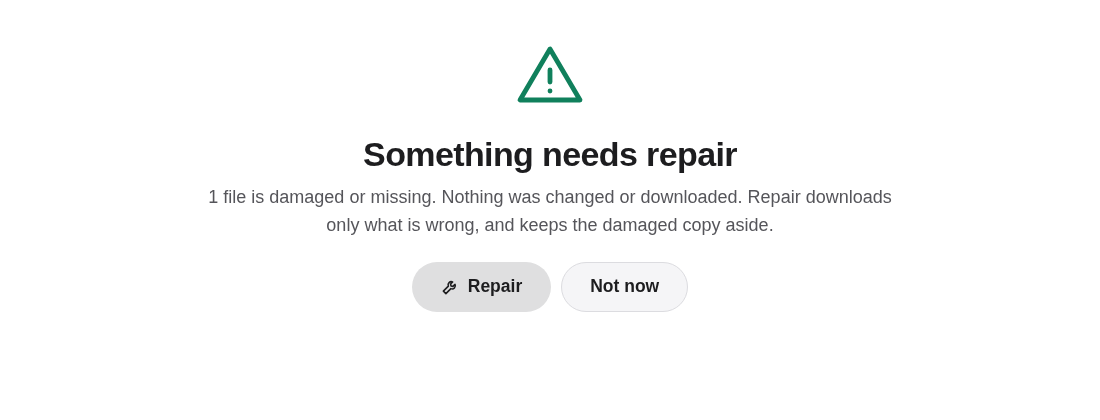 Something needs repair
1 file is damaged or missing. Nothing was changed or downloaded. Repair downloads
only what is wrong, and keeps the damaged copy aside.
Repair
Not now